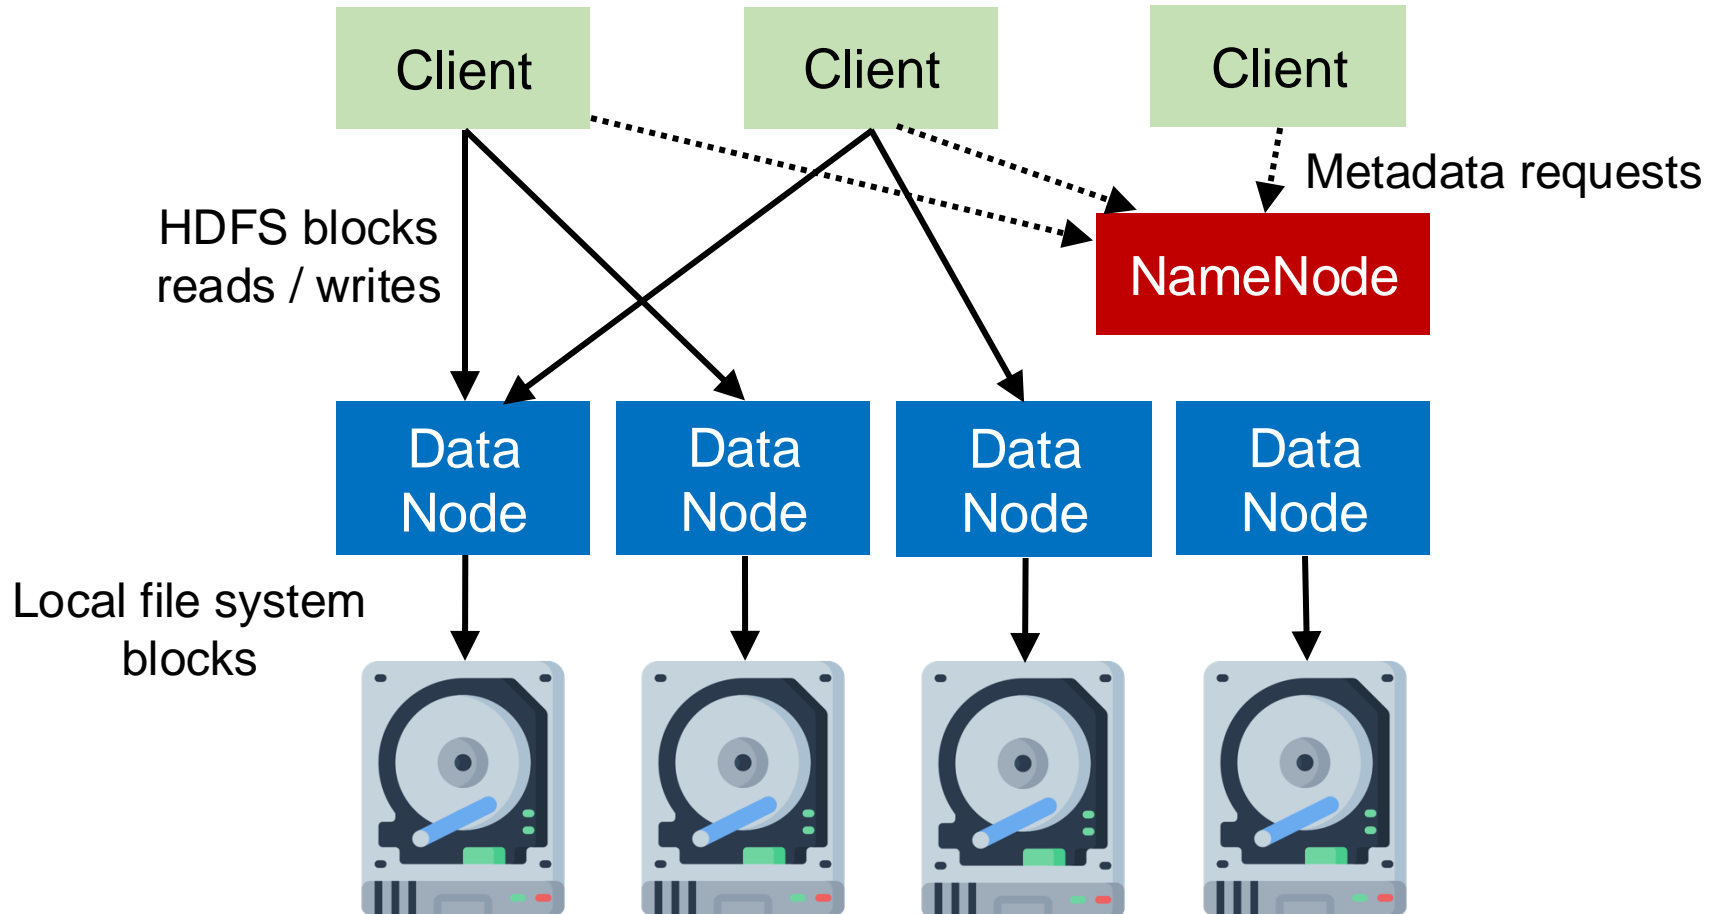 Client
Client
Client
Metadata requests
HDFS blocks
reads / writes
NameNode
Data
Node
Data
Node
Data
Node
Data
Node
Local file system
blocks